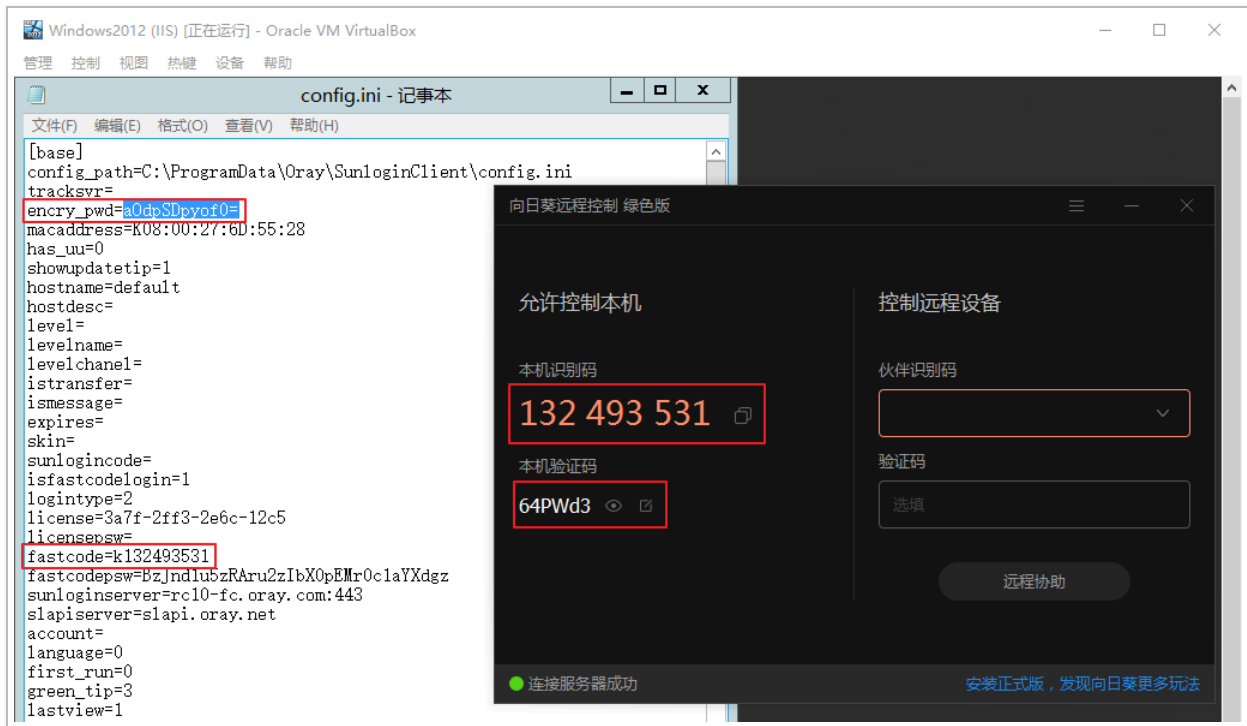 Windows2012 (IIS) [正在运行] - Oracle VM VirtualBox
管理 控制 视图 热键 设备 帮助
config.ini - 记事本
文件(F) 编辑(E) 格式(O) 查看(V) 帮助(H)
[base]
config_path=C:\ProgramData\Oray\SunloginClient\config.ini
tracksvr=
encry_pwd=aOdpSDpyof0=
macaddress=K08:00:27:6D:55:28
has_uu=0
showupdatetip=1
hostname=default
hostdesc=
level=
levelname=
levelchanel=
istransfer=
ismessage=
expires=
skin=
sunlogincode=
isfastcodelogin=1
logintype=2
license=3a7f-2ff3-2e6c-12c5
licensepsw=
fastcode=k132493531
fastcodepsw=BzJndlu5zRAru2zIbX0pEMr0c1aYXdgz
sunloginserver=rc10-fc.oray.com:443
slapiserver=slapi.oray.net
account=
language=0
first_run=0
green_tip=3
lastview=1
向日葵远程控制 绿色版
允许控制本机
本机识别码
132 493 531
本机验证码
64PWd3
控制远程设备
伙伴识别码
验证码
选填
远程协助
连接服务器成功
安装正式版，发现向日葵更多玩法